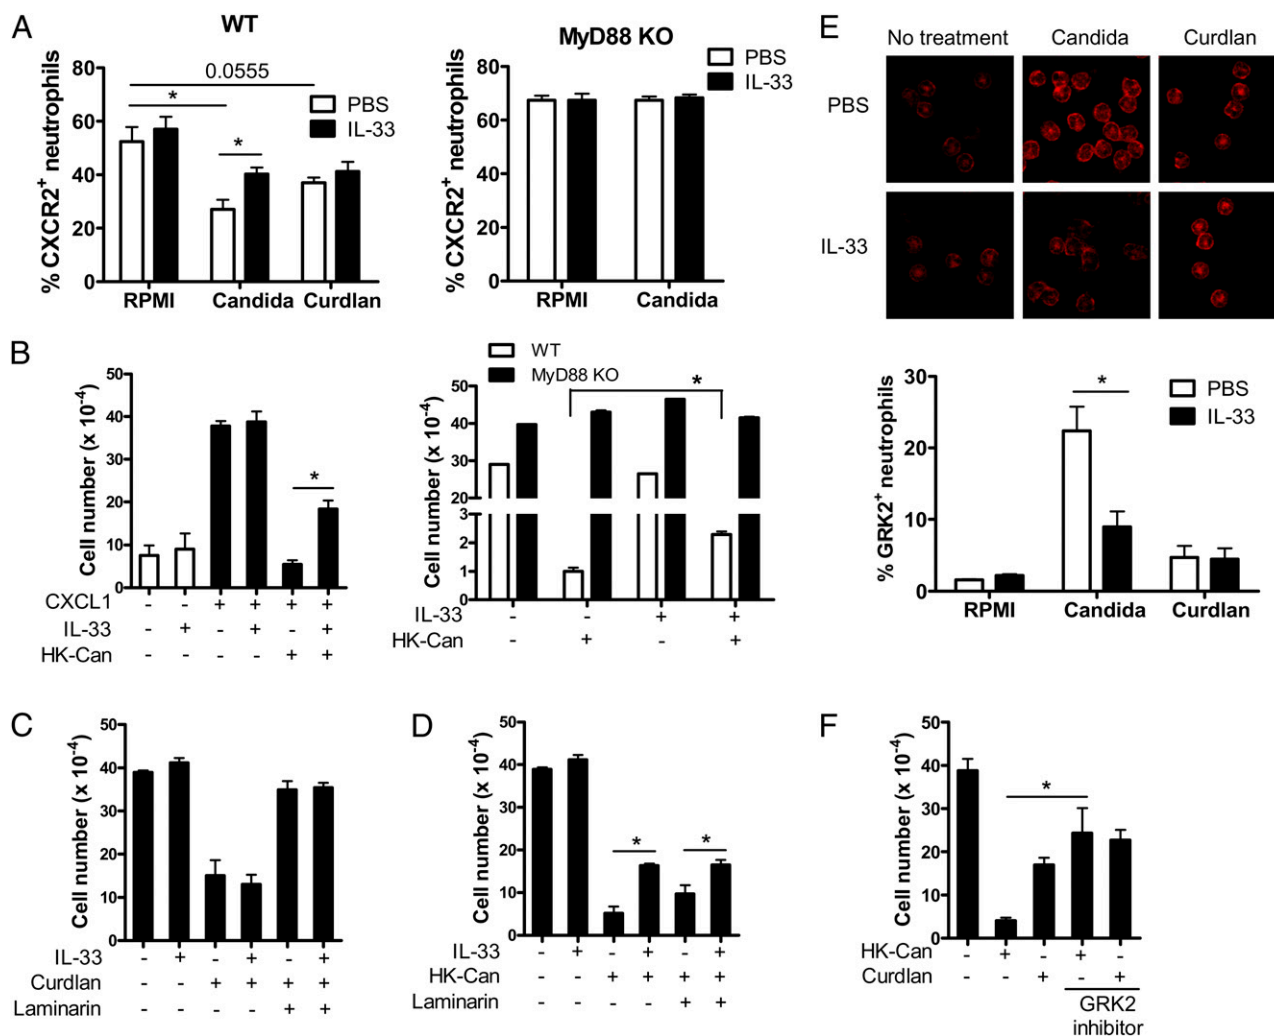 A
WT
% CXCR2+ neutrophils
80
60
40
20
0
0.0555
*
*
PBS
IL-33
RPMI Candida Curdlan
MyD88 KO
% CXCR2+ neutrophils
80
60
40
20
0
PBS
IL-33
RPMI Candida
B
Cell number (x 10-4)
50
40
30
20
10
0
*
CXCL1 - - + + + +
IL-33 - + - + - +
HK-Can - - - - + +
WT
MyD88 KO
Cell number (x 10-4)
50
40
30
20
3
2
1
0
*
IL-33 - - + +
HK-Can - + - +
C
Cell number (x 10-4)
50
40
30
20
10
0
IL-33 - + - + - +
Curdlan - - + + + +
Laminarin - - - - + +
D
Cell number (x 10-4)
50
40
30
20
10
0
* *
IL-33 - + - + - +
HK-Can - - + + + +
Laminarin - - - - + +
E
No treatment Candida Curdlan
PBS
IL-33
% GRK2+ neutrophils
30
20
10
0
*
PBS
IL-33
RPMI Candida Curdlan
F
Cell number (x 10-4)
50
40
30
20
10
0
*
HK-Can - + - + -
Curdlan - - + - +
GRK2
inhibitor